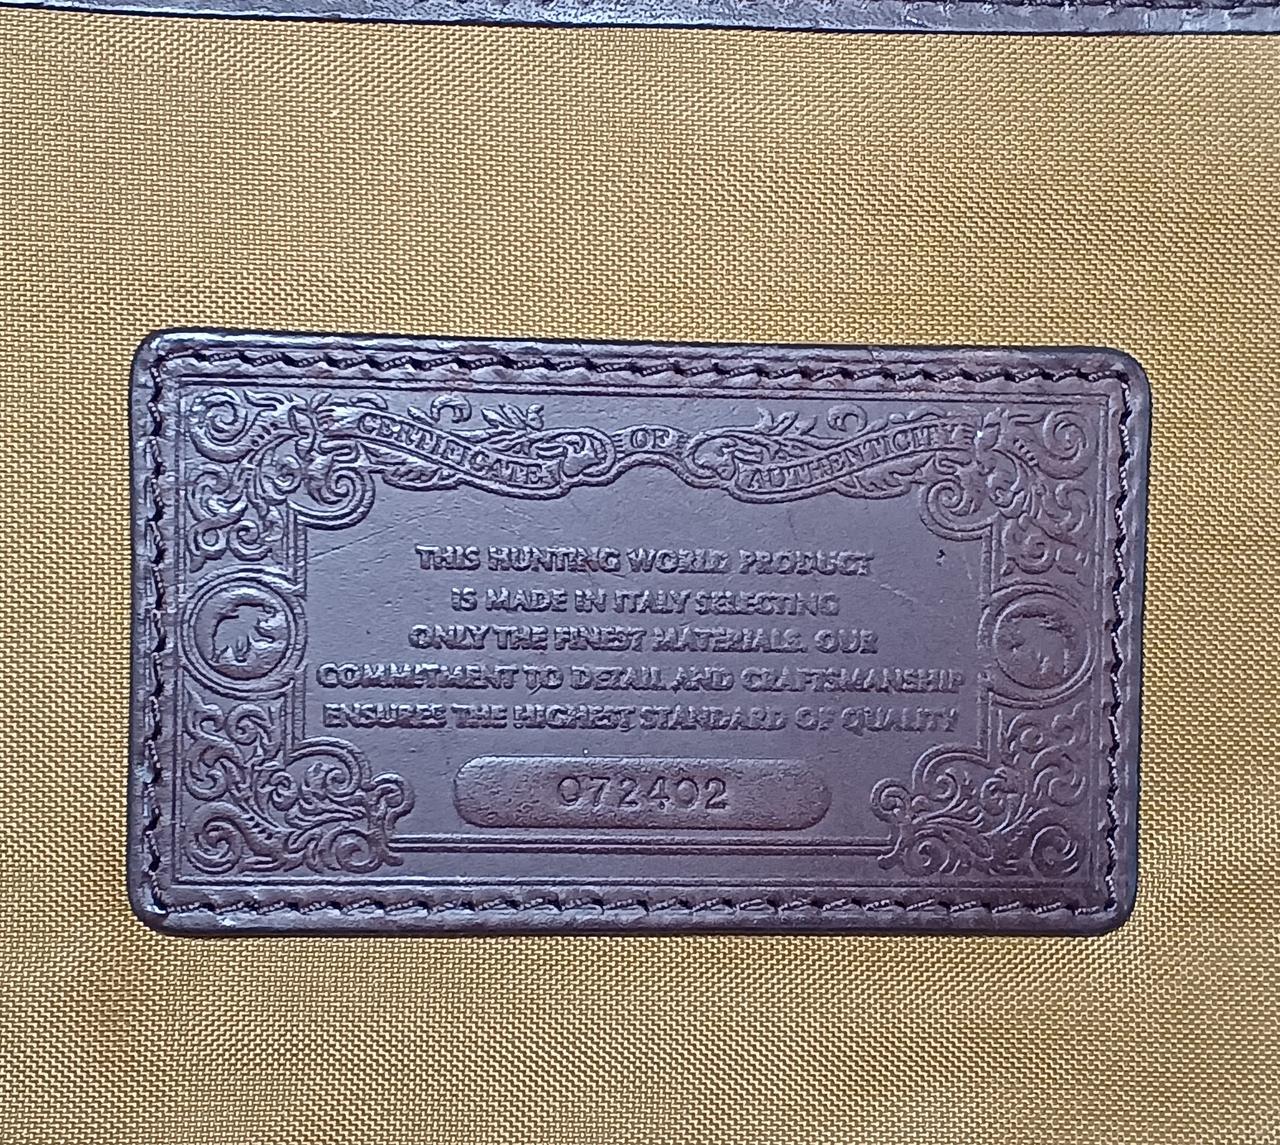 CERTIFICATE OF AUTHENTICITY
THIS HUNTING WORLD PRODUCT
IS MADE IN ITALY SELECTING
ONLY THE FINEST MATERIALS. OUR
COMMITMENT TO DETAIL AND CRAFTSMANSHIP
ENSURES THE HIGHEST STANDARD OF QUALITY
072402